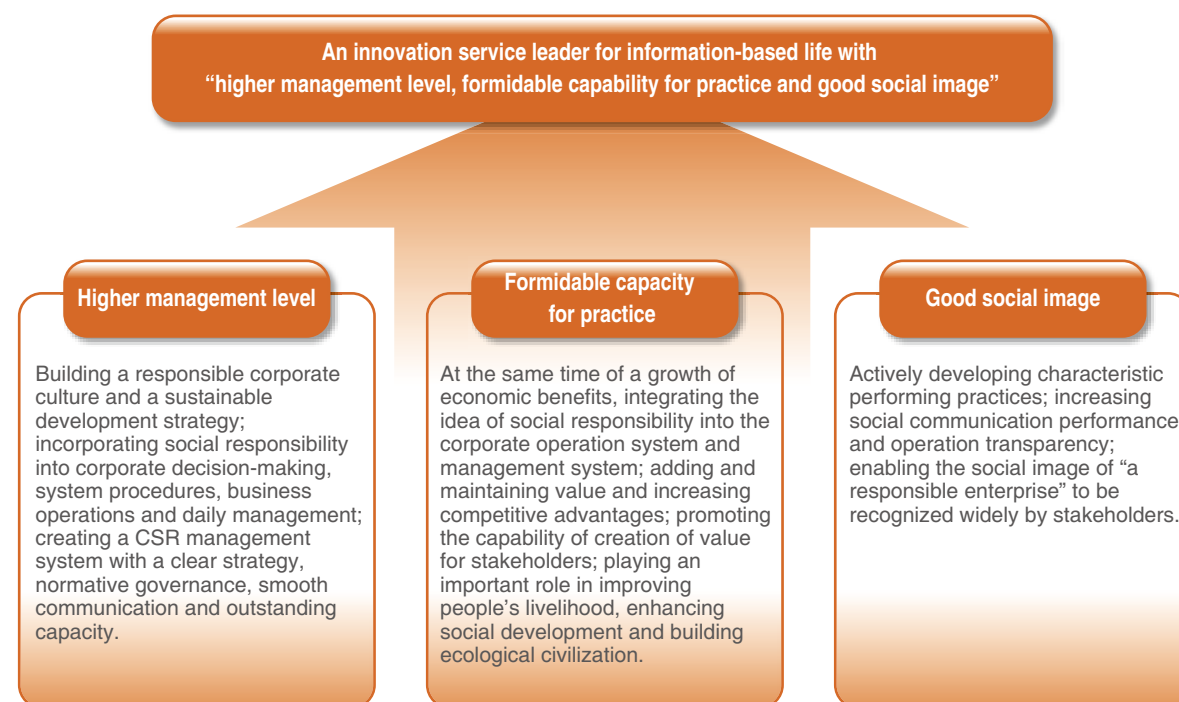 An innovation service leader for information-based life with
“higher management level, formidable capability for practice and good social image”
Higher management level
Building a responsible corporate
culture and a sustainable
development strategy;
incorporating social responsibility
into corporate decision-making,
system procedures, business
operations and daily management;
creating a CSR management
system with a clear strategy,
normative governance, smooth
communication and outstanding
capacity.
Formidable capacity
for practice
At the same time of a growth of
economic benefits, integrating the
idea of social responsibility into the
corporate operation system and
management system; adding and
maintaining value and increasing
competitive advantages; promoting
the capability of creation of value
for stakeholders; playing an
important role in improving
people’s livelihood, enhancing
social development and building
ecological civilization.
Good social image
Actively developing characteristic
performing practices; increasing
social communication performance
and operation transparency;
enabling the social image of “a
responsible enterprise” to be
recognized widely by stakeholders.